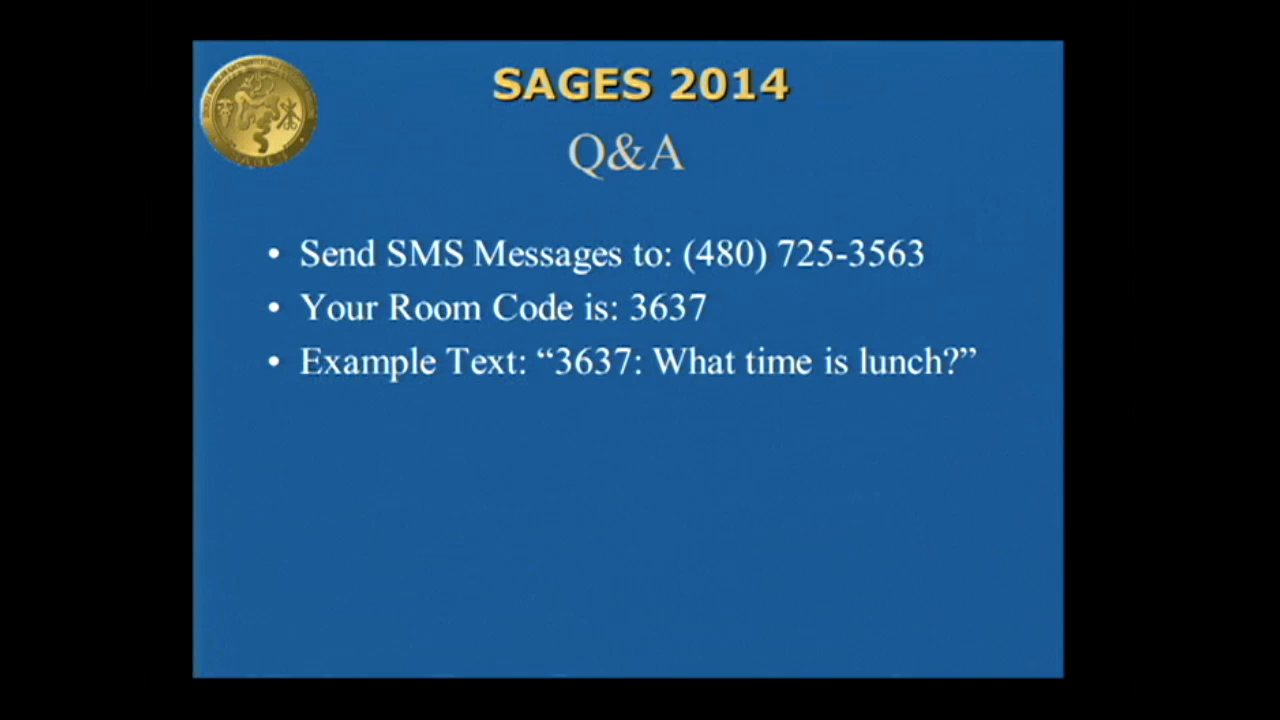 SAGES 2014
Q&A
• Send SMS Messages to: (480) 725-3563
• Your Room Code is: 3637
• Example Text: “3637: What time is lunch?”